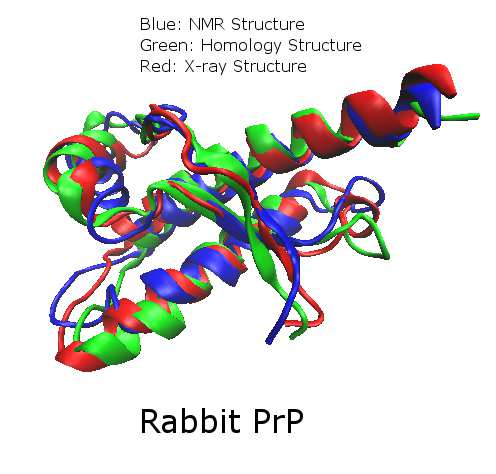 Blue: NMR Structure
Green: Homology Structure
Red: X-ray Structure
Rabbit PrP